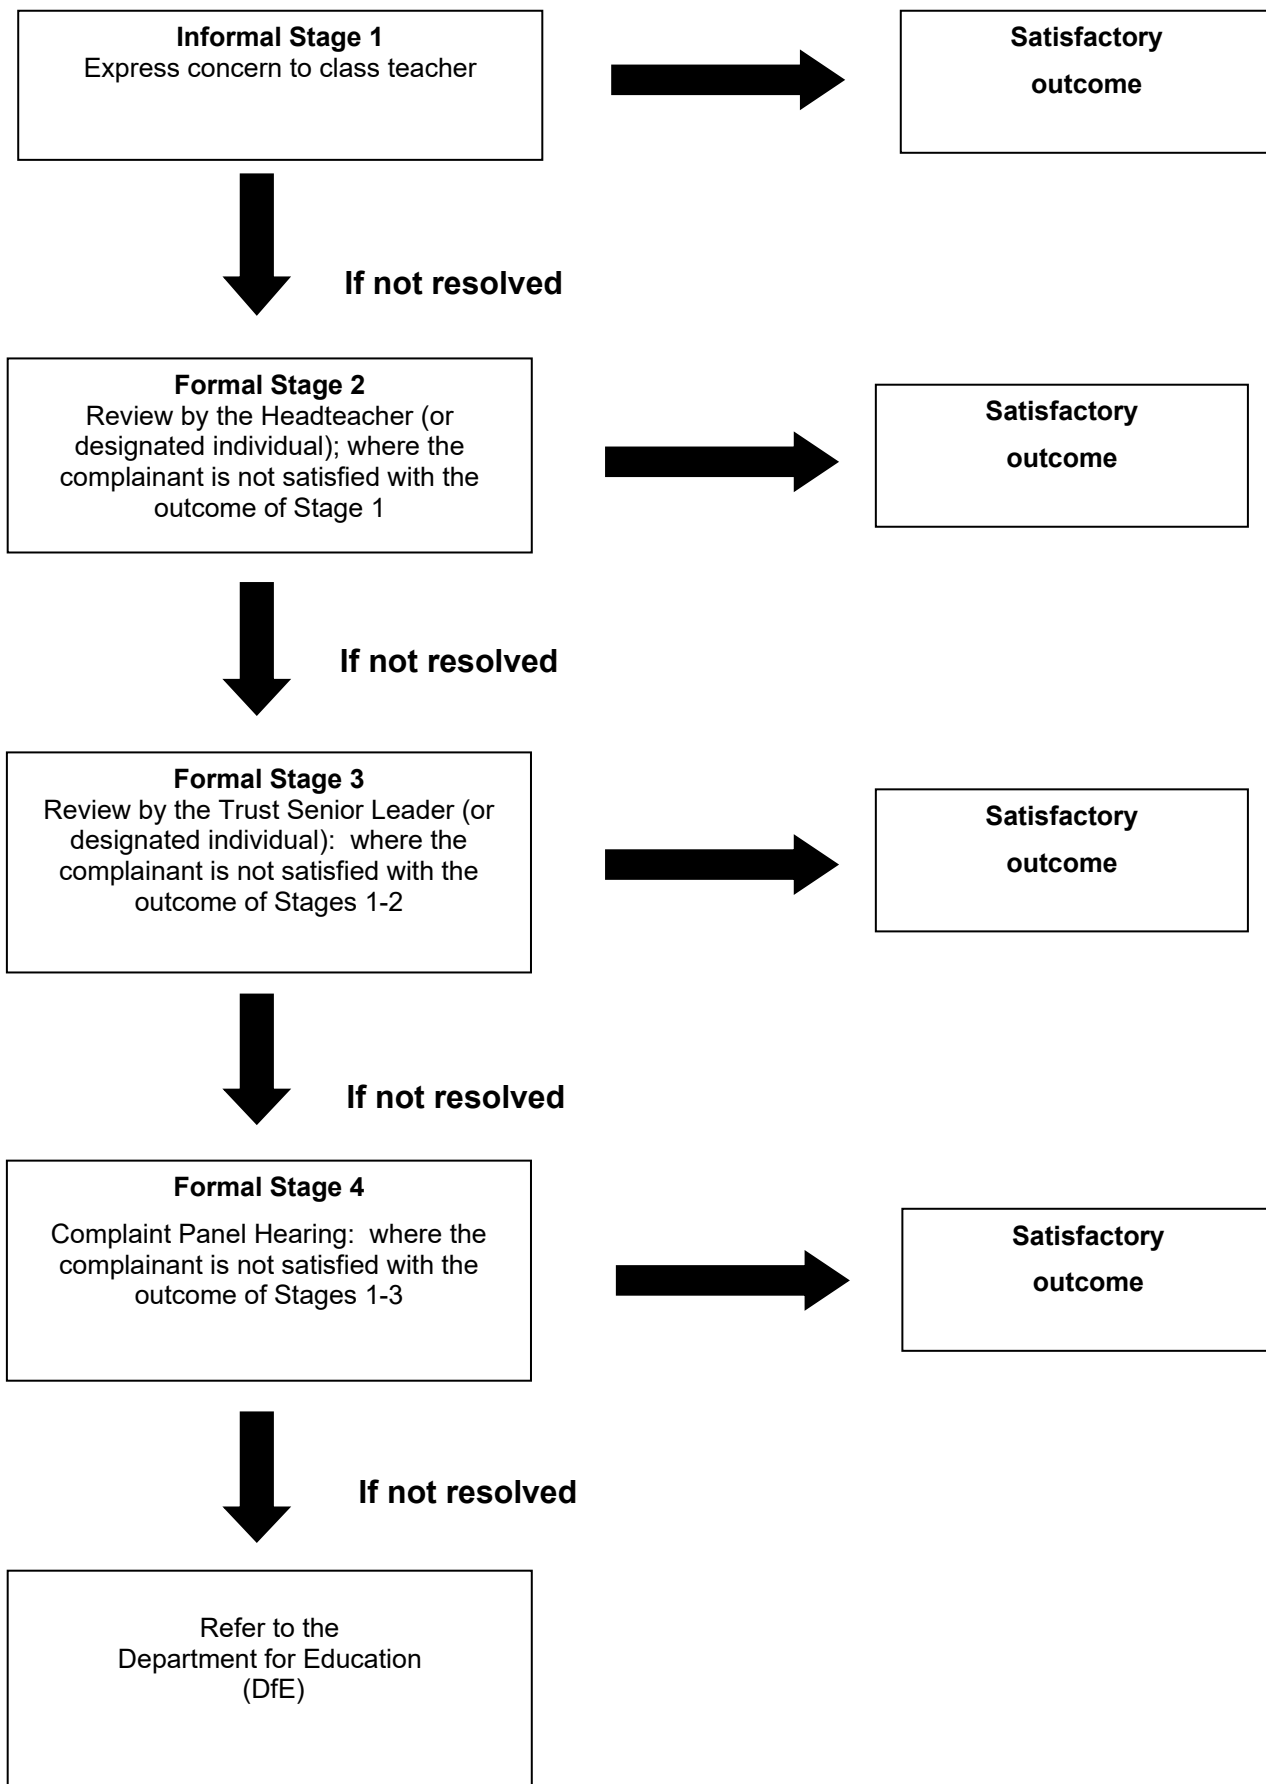 Informal Stage 1
Express concern to class teacher
Satisfactory
outcome
If not resolved
Formal Stage 2
Review by the Headteacher (or
designated individual); where the
complainant is not satisfied with the
outcome of Stage 1
Satisfactory
outcome
If not resolved
Formal Stage 3
Review by the Trust Senior Leader (or
designated individual):  where the
complainant is not satisfied with the
outcome of Stages 1-2
Satisfactory
outcome
If not resolved
Formal Stage 4
Complaint Panel Hearing:  where the
complainant is not satisfied with the
outcome of Stages 1-3
Satisfactory
outcome
If not resolved
Refer to the
Department for Education
(DfE)